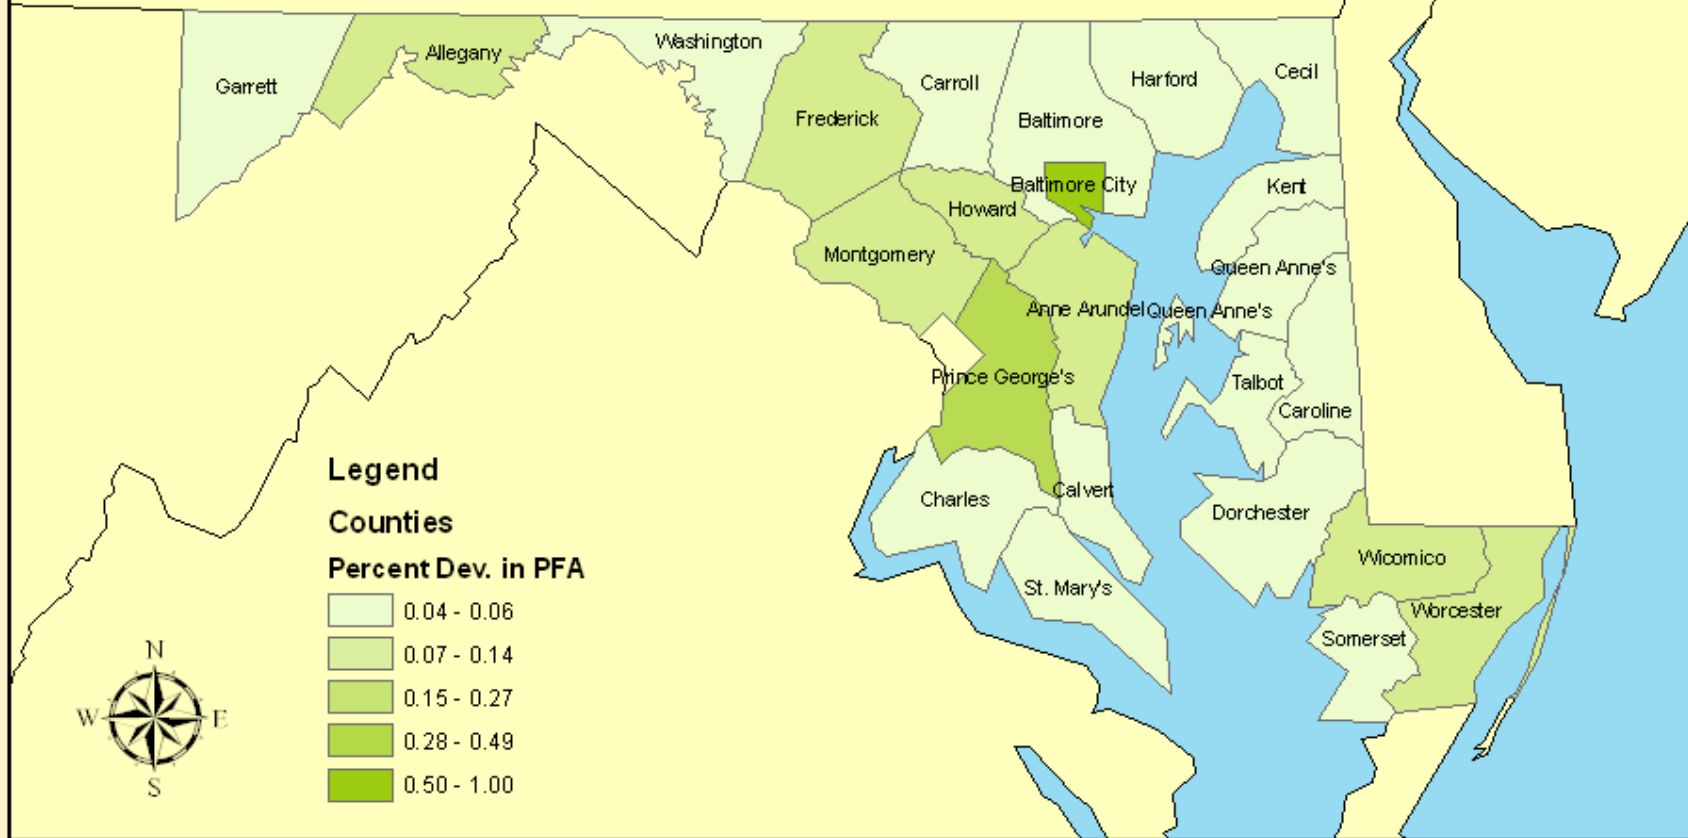 Washington
Allegany
Garrett
Cecil
Harford
Carroll
Frederick
Baltimore
Baltimore City
Kent
Howard
Montgomery
Queen Anne's
Anne Arundel
Queen Anne's
Prince George's
Talbot
Caroline
Calvert
Charles
Dorchester
Wicomico
St. Mary's
Worcester
Somerset
Legend
Counties
Percent Dev. in PFA
0.04 - 0.06
0.07 - 0.14
0.15 - 0.27
0.28 - 0.49
0.50 - 1.00
N
W
E
S